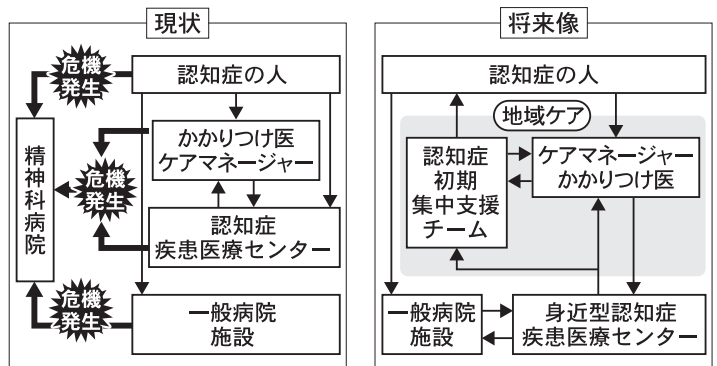 現状
危機
発生
認知症の人
かかりつけ医
ケアマネージャー
精神科病院
危機
発生
認知症
疾患医療センター
危機
発生
一般病院
施設
将来像
認知症の人
地域ケア
認知症
初期
集中支援
チーム
ケアマネージャー
かかりつけ医
一般病院
施設
身近型認知症
疾患医療センター